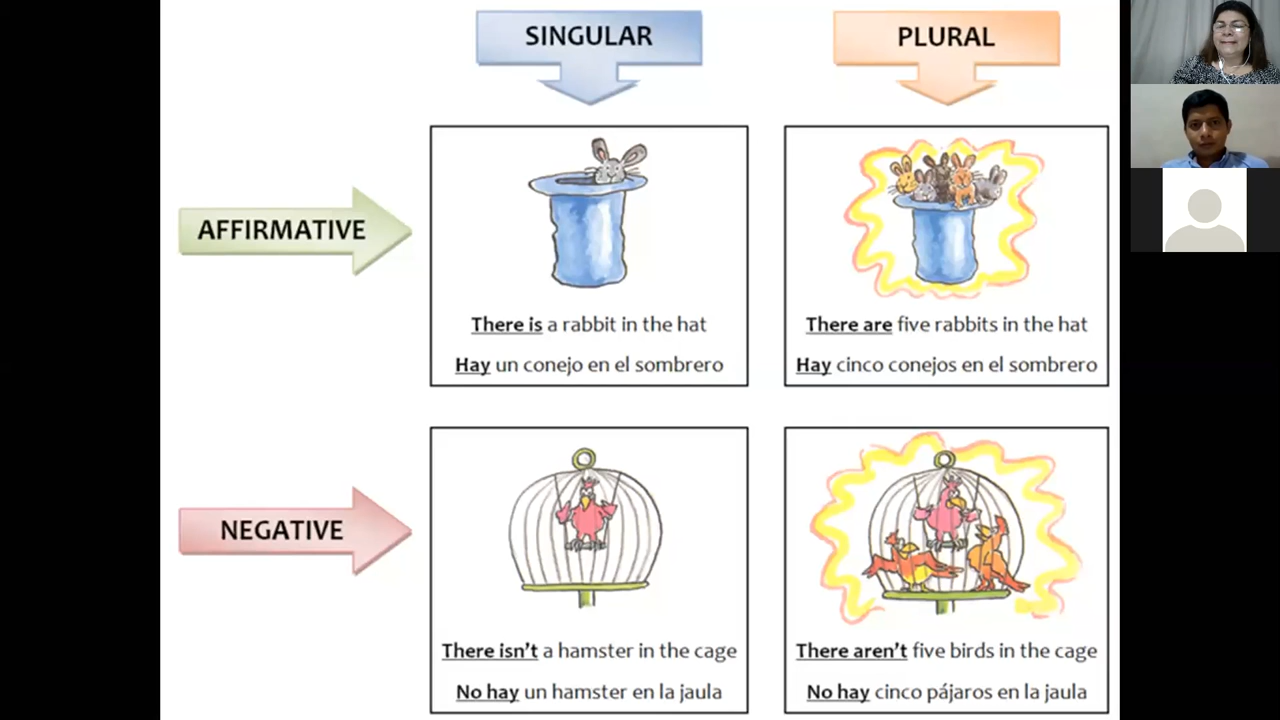 SINGULAR
PLURAL
AFFIRMATIVE
There is a rabbit in the hat
Hay un conejo en el sombrero
There are five rabbits in the hat
Hay cinco conejos en el sombrero
NEGATIVE
There isn't a hamster in the cage
No hay un hamster en la jaula
There aren't five birds in the cage
No hay cinco pájaros en la jaula